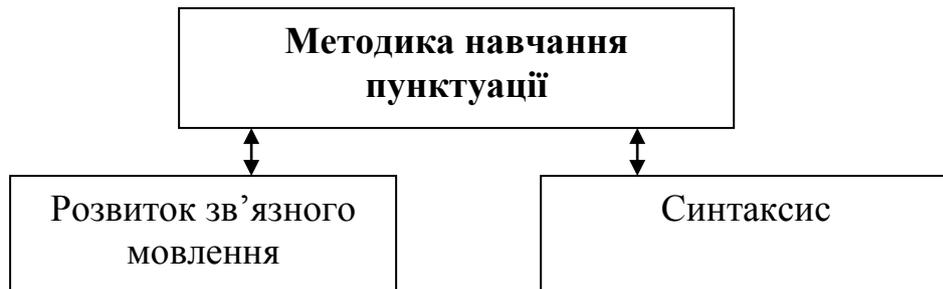 Методика навчання
пунктуації
Розвиток зв’язного
мовлення
Синтаксис